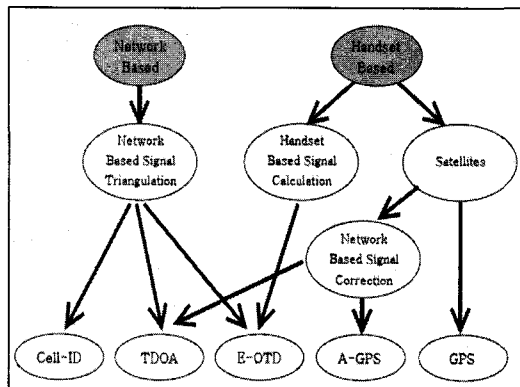 Network
Based
Handset
Based
Network
Based Signal
Triangulation
Handset
Based Signal
Calculation
Satellites
Network
Based Signal
Correction
Cell-ID
TDOA
E-OTD
A-GPS
GPS